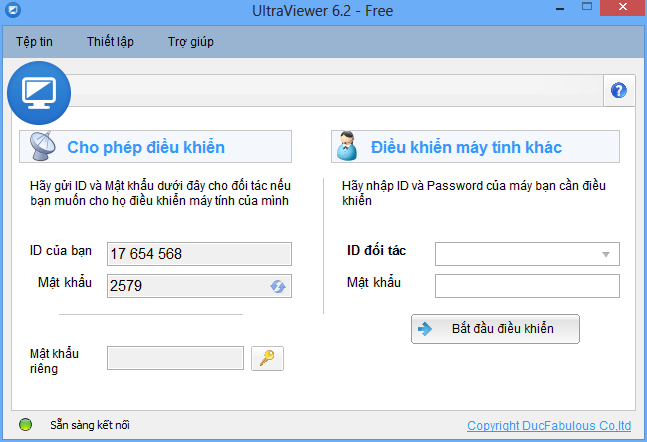 UltraViewer 6.2 - Free
Tệp tin Thiết lập Trợ giúp
Cho phép điều khiển
Hãy gửi ID và Mật khẩu dưới đây cho đối tác nếu
bạn muốn cho họ điều khiển máy tính của mình
ID của bạn 17 654 568
Mật khẩu 2579
Mật khẩu
riêng
Điều khiển máy tính khác
Hãy nhập ID và Password của máy bạn cần điều
khiển
ID đối tác
Mật khẩu
Bắt đầu điều khiển
Sẵn sàng kết nối
Copyright DucFabulous Co,ltd